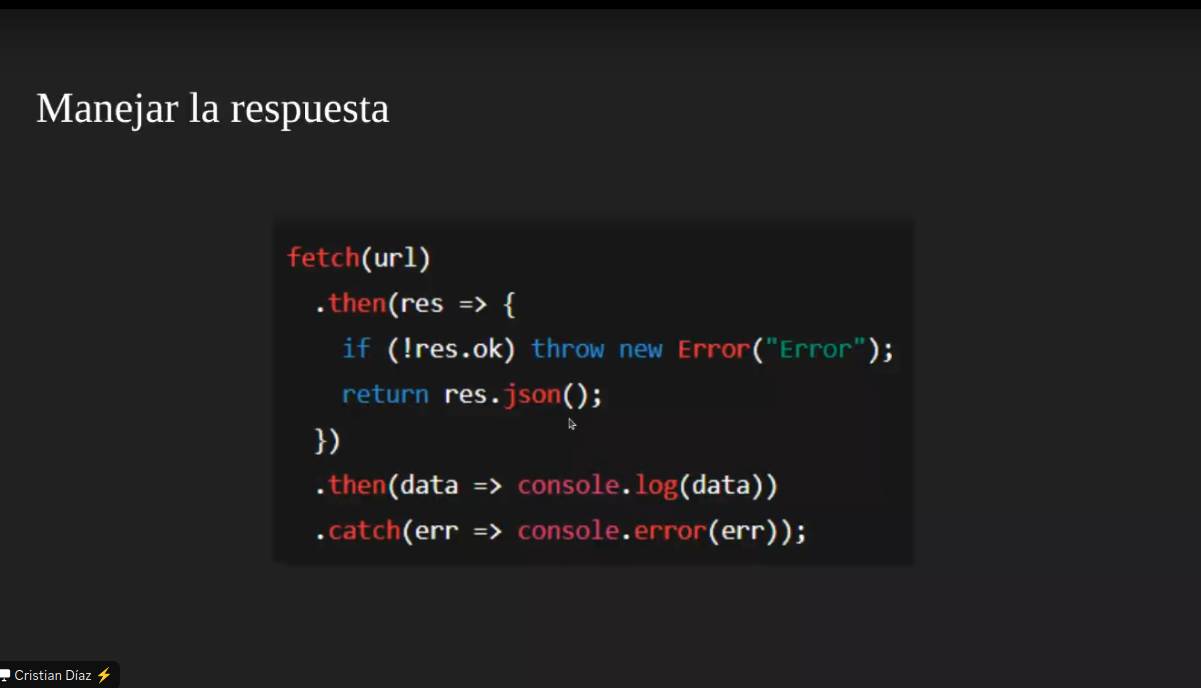 Manejar la respuesta
fetch(url)
.then(res => {
if (!res.ok) throw new Error("Error");
return res.json();
})
.then(data => console.log(data))
.catch(err => console.error(err));
Cristian Díaz ⚡